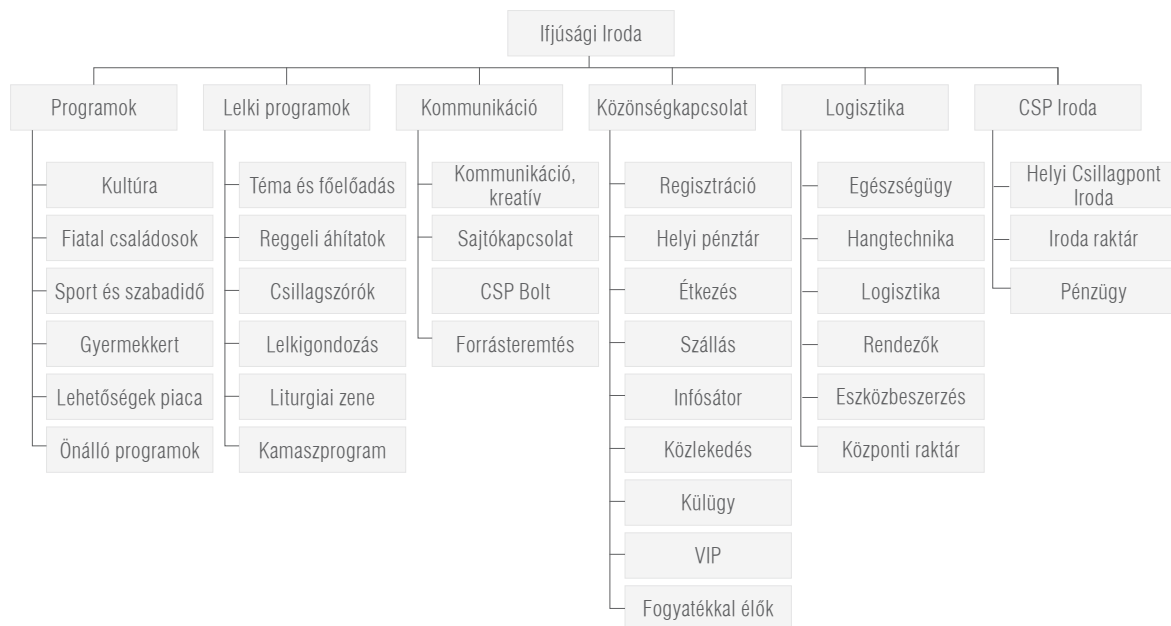 Ifjúsági Iroda
Programok
Kultúra
Fiatal családosok
Sport és szabadidő
Gyermekkert
Lehetőségek piaca
Önálló programok
Lelki programok
Téma és főelőadás
Reggeli áhítatok
Csillagszórók
Lelkigondozás
Liturgiai zene
Kamaszprogram
Kommunikáció
Kommunikáció,
kreatív
Sajtókapcsolat
CSP Bolt
Forrásteremtés
Közönségkapcsolat
Regisztráció
Helyi pénztár
Étkezés
Szállás
Infósátor
Közlekedés
Külügy
VIP
Fogyatékkal élők
Logisztika
Egészségügy
Hangtechnika
Logisztika
Rendezők
Eszközbeszerzés
Központi raktár
CSP Iroda
Helyi Csillagpont
Iroda
Iroda raktár
Pénzügy